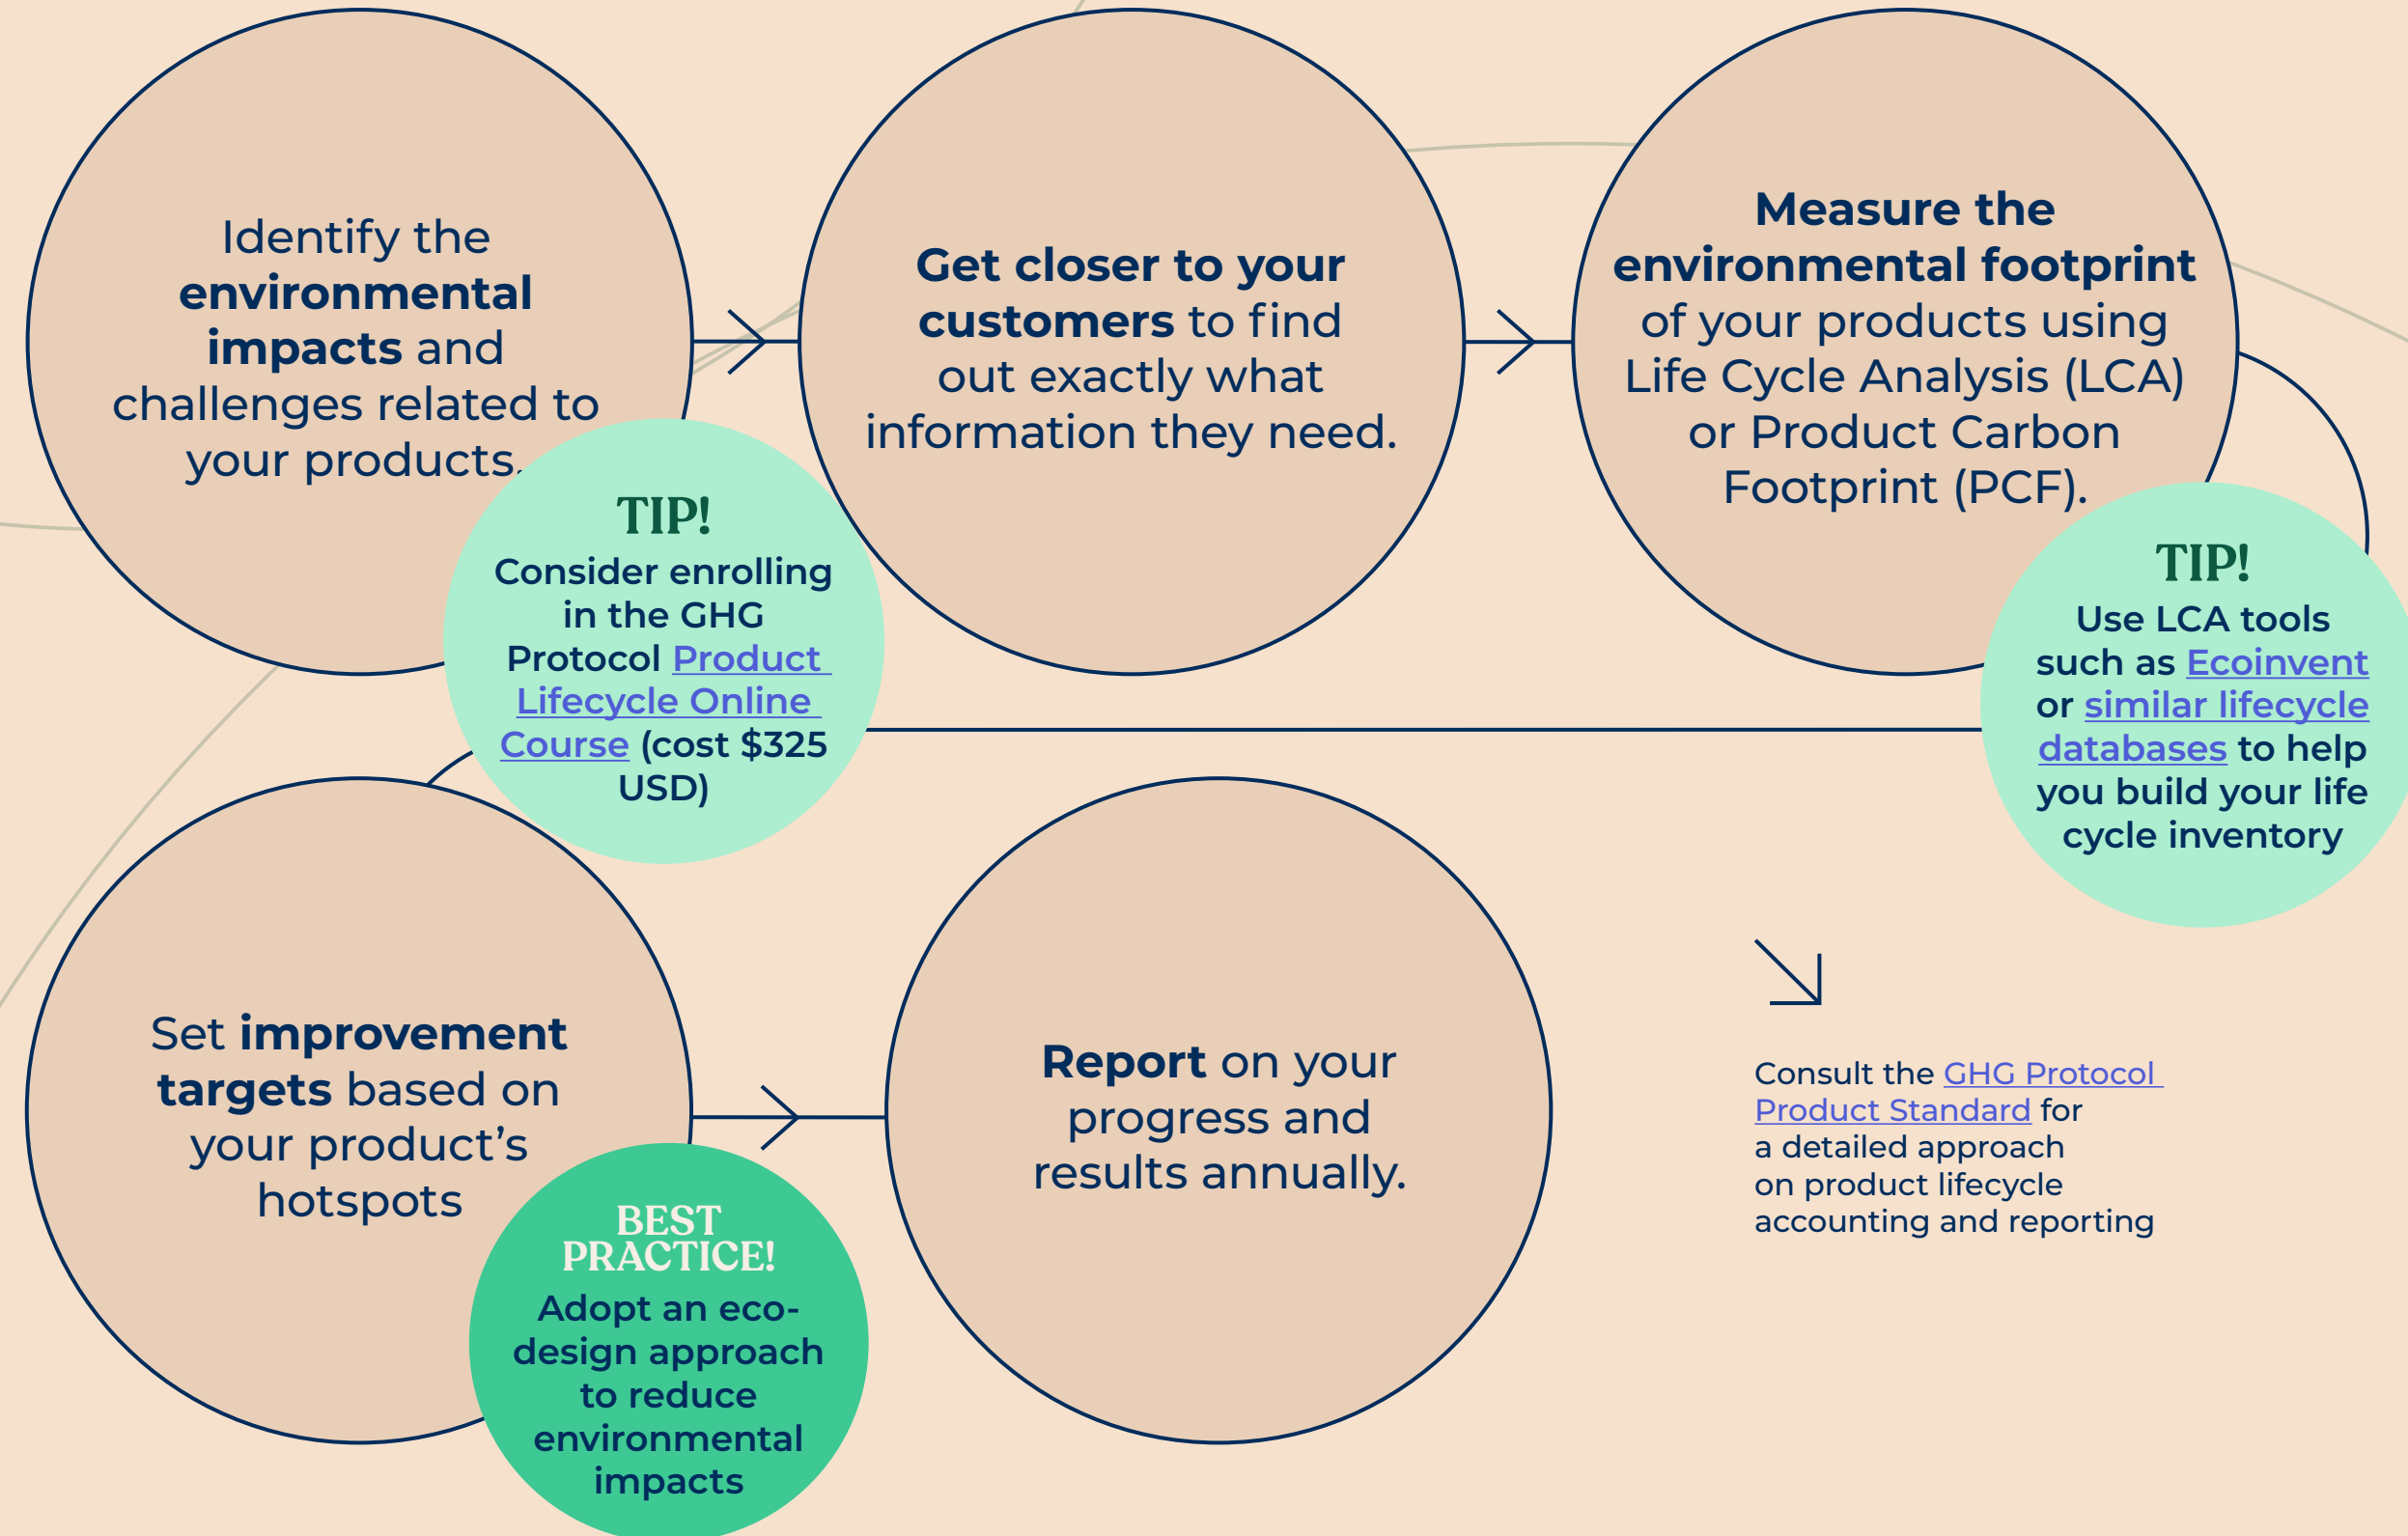 Identify the
environmental
impacts and
challenges related to
your products.
TIP!
Consider enrolling
in the GHG
Protocol Product
Lifecycle Online
Course (cost $325
USD)
Get closer to your
customers to find
out exactly what
information they need.
Measure the
environmental footprint
of your products using
Life Cycle Analysis (LCA)
or Product Carbon
Footprint (PCF).
TIP!
Use LCA tools
such as Ecoinvent
or similar lifecycle
databases to help
you build your life
cycle inventory
Set improvement
targets based on
your product’s
hotspots
BEST
PRACTICE!
Adopt an eco-
design approach
to reduce
environmental
impacts
Report on your
progress and
results annually.
Consult the GHG Protocol
Product Standard for
a detailed approach
on product lifecycle
accounting and reporting